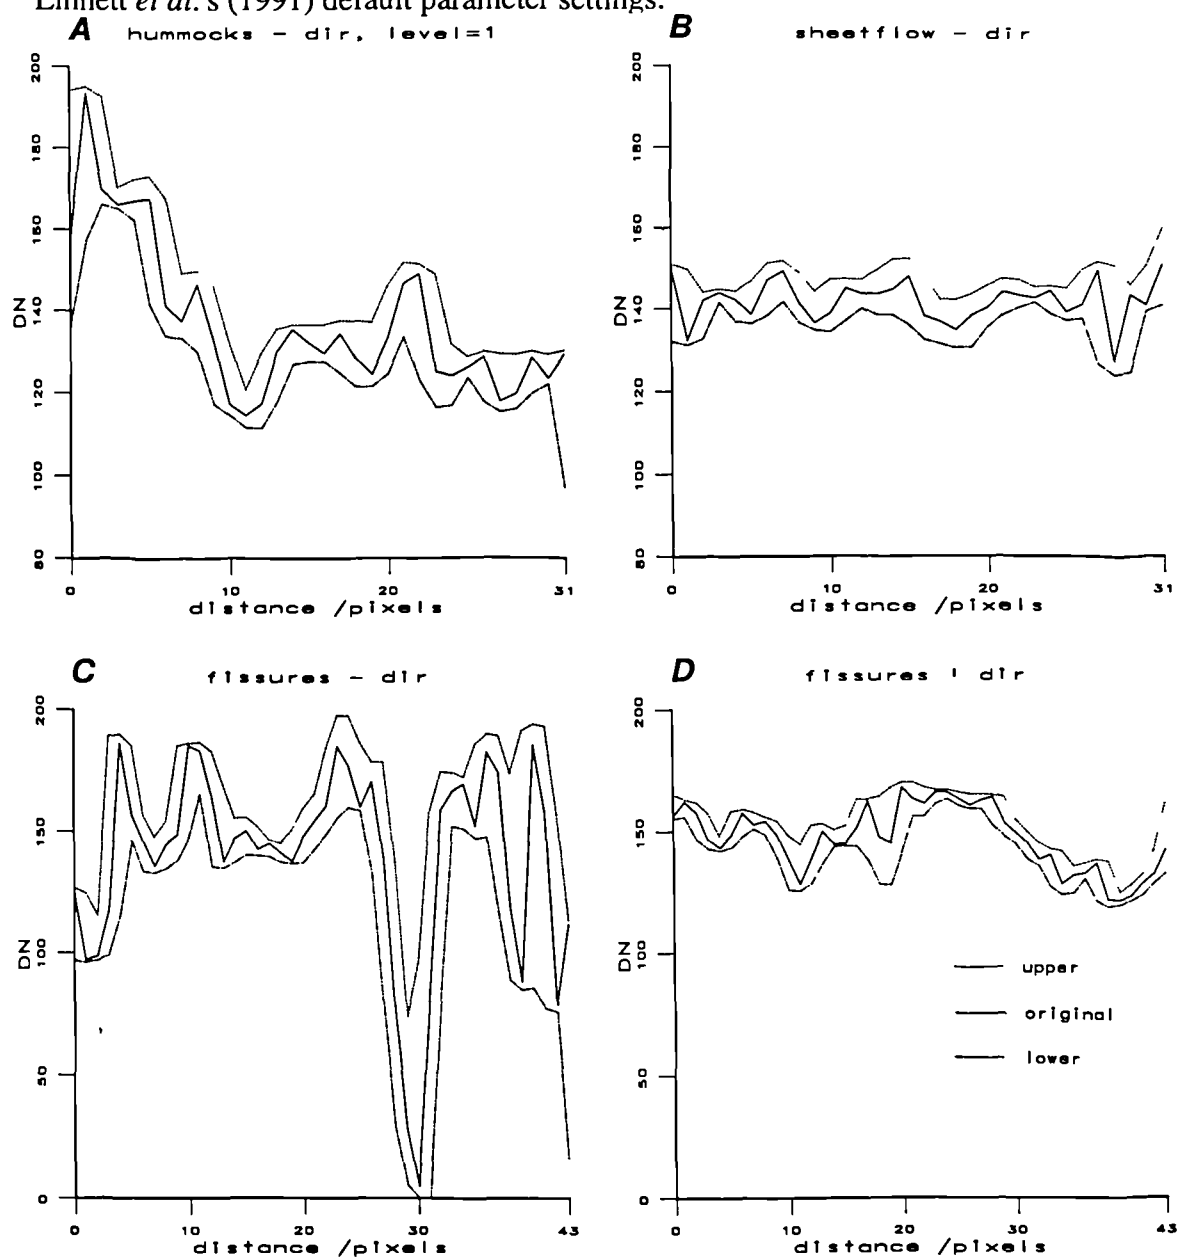 Linnett et al.'s (1991) default parameter settings.
A hummocks - dir, level=1
200
180
160
140
120
100
80
DN
0 10 20 31
distance /pixels
B sheetflow - dir
200
180
160
140
120
100
80
DN
0 10 20 31
distance /pixels
C fissures - dir
200
150
100
50
0
DN
0 10 20 30 43
distance /pixels
D fissures | dir
200
150
100
50
0
DN
upper
original
lower
0 10 20 30 43
distance /pixels